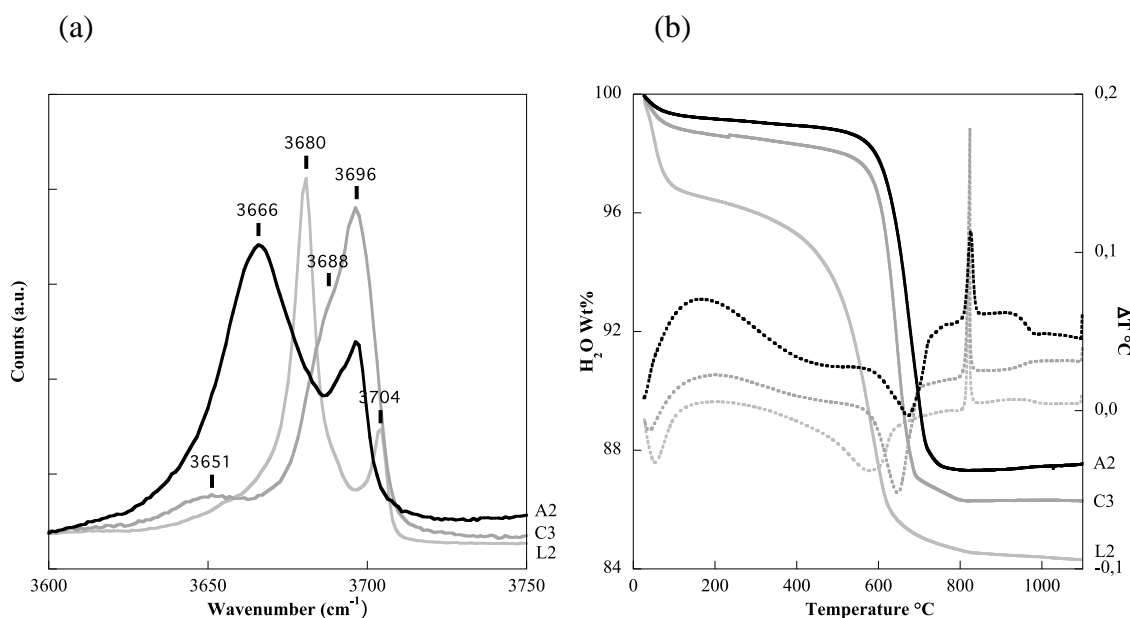 (a)
(b)
3680
3696
3666
3688
3704
3651
A2
C3
L2
Counts (a.u.)
3600
3650
3700
3750
Wavenumber (cm⁻¹)
100
96
92
88
84
H₂O Wt%
0,2
0,1
0,0
-0,1
ΔT°C
A2
C3
L2
0
200
400
600
800
1000
Temperature °C